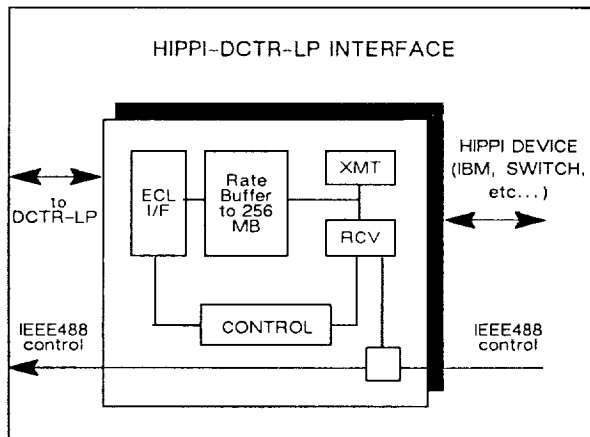 HIPPI-DCTR-LP INTERFACE
HIPPI DEVICE
(IBM, SWITCH,
etc...)
to
DCTR-LP
ECL
I/F
Rate
Buffer
to 256
MB
XMT
RCV
CONTROL
IEEE488
control
IEEE488
control